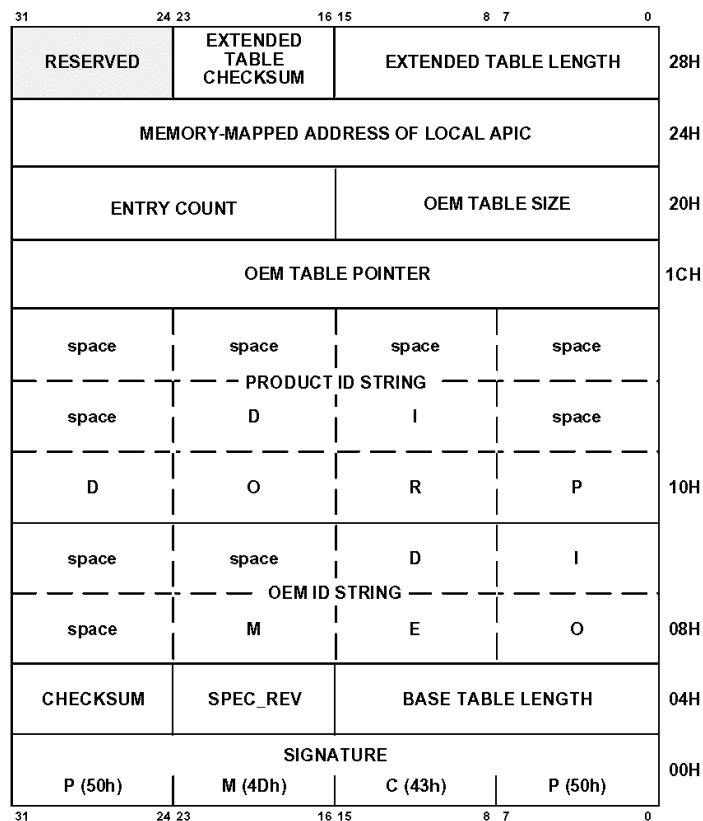 31 24 23 16 15 8 7 0
RESERVED EXTENDED TABLE CHECKSUM EXTENDED TABLE LENGTH 28H
MEMORY-MAPPED ADDRESS OF LOCAL APIC 24H
ENTRY COUNT OEM TABLE SIZE 20H
OEM TABLE POINTER 1CH
space space space space
PRODUCT ID STRING
space D I space
D O R P 10H
space space D I
OEM ID STRING
space M E O 08H
CHECKSUM SPEC_REV BASE TABLE LENGTH 04H
SIGNATURE
00H
P (50h) M (4Dh) C (43h) P (50h)
31 24 23 16 15 8 7 0